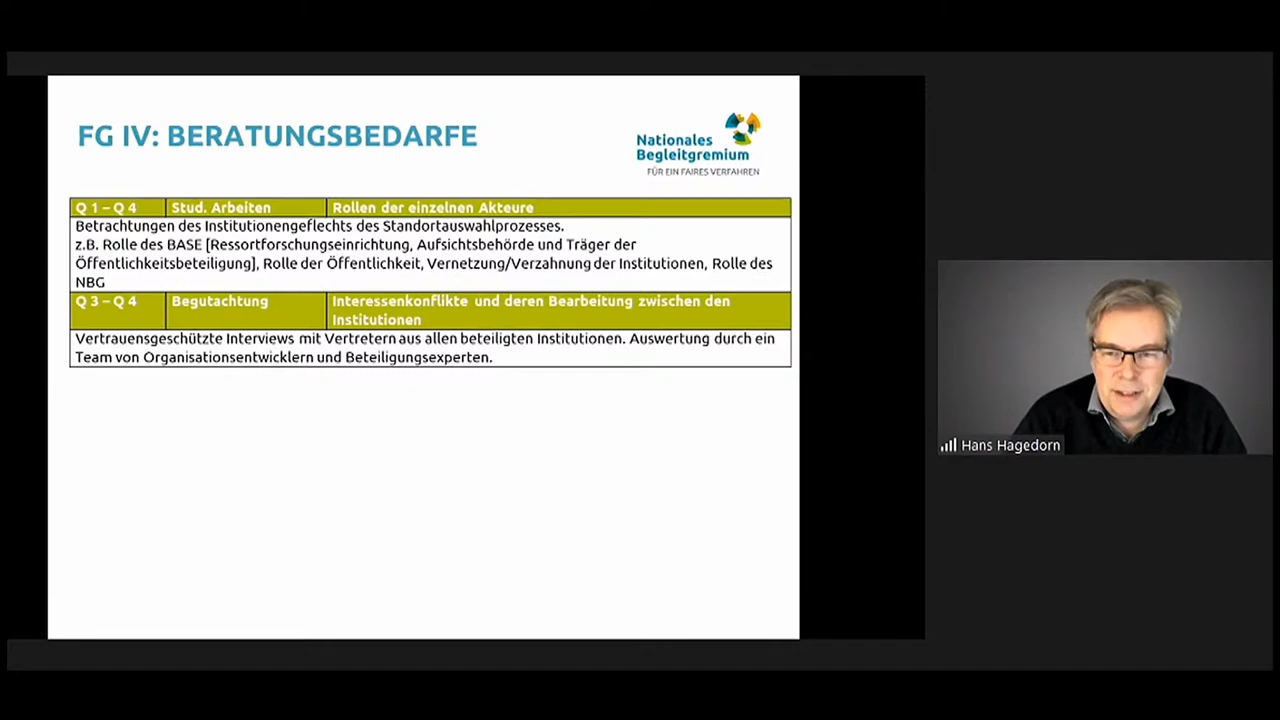 FG IV: BERATUNGSBEDARFE
Nationales
Begleitgremium
FÜR EIN FAIRES VERFAHREN
Q 1 – Q 4 Stud. Arbeiten Rollen der einzelnen Akteure
Betrachtungen des Institutionengeflechts des Standortauswahlprozesses.
z.B. Rolle des BASE [Ressortforschungseinrichtung, Aufsichtsbehörde und Träger der
Öffentlichkeitsbeteiligung], Rolle der Öffentlichkeit, Vernetzung/Verzahnung der Institutionen, Rolle des
NBG
Q 3 – Q 4 Begutachtung Interessenkonflikte und deren Bearbeitung zwischen den
Institutionen
Vertrauensgeschützte Interviews mit Vertretern aus allen beteiligten Institutionen. Auswertung durch ein
Team von Organisationsentwicklern und Beteiligungsexperten.
Hans Hagedorn